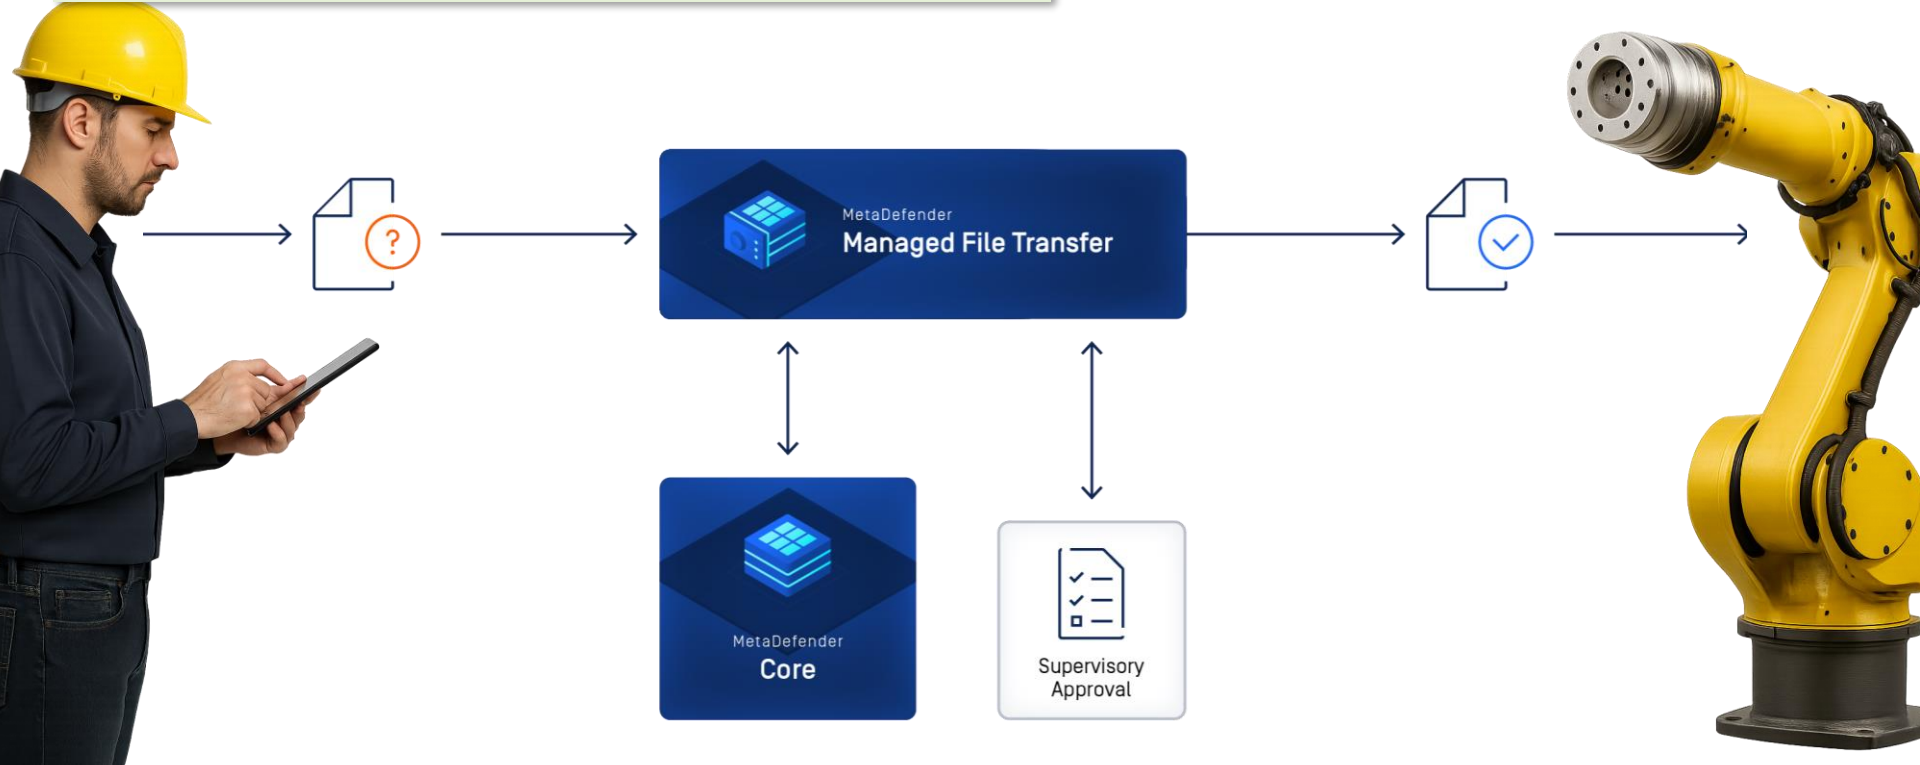 MetaDefender
Managed File Transfer
?
MetaDefender
Core
Supervisory
Approval